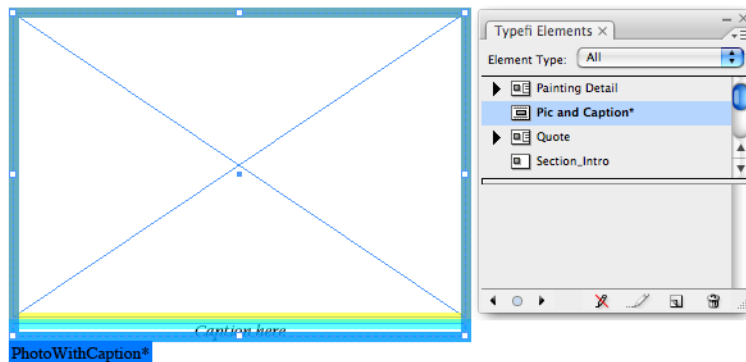 Caption here
PhotoWithCaption*
Typefi Elements
Element Type: All
Painting Detail
Pic and Caption*
Quote
Section_Intro